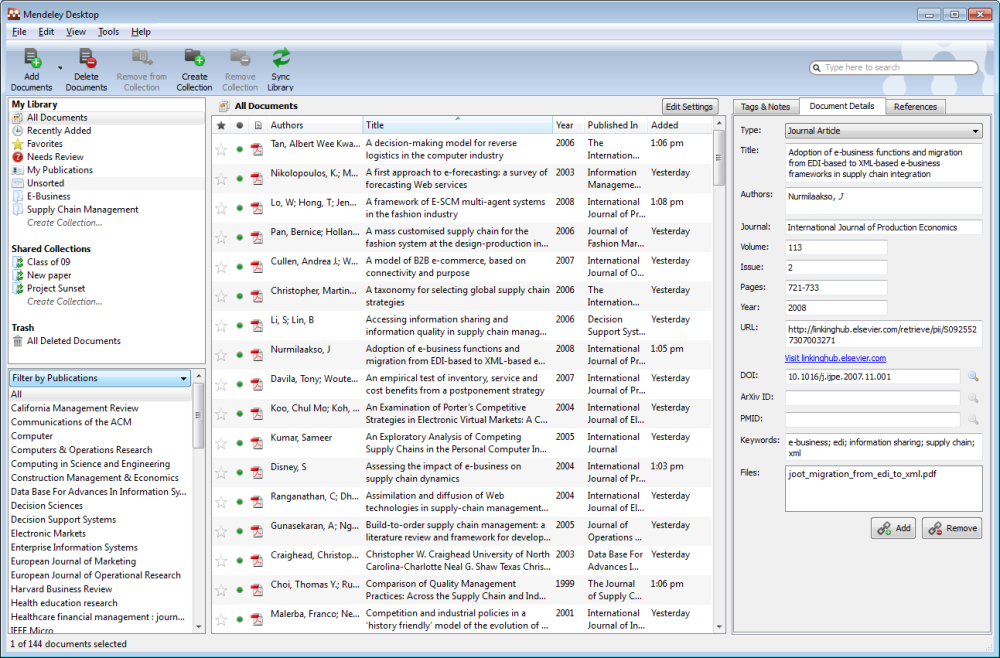 Mendeley Desktop
File Edit View Tools Help
Add Documents
Delete Documents
Remove from Collection
Create Collection
Remove Collection
Sync Library
Type here to search
My Library
All Documents
Recently Added
Favorites
Needs Review
My Publications
Unsorted
E-Business
Supply Chain Management
Create Collection...
Shared Collections
Class of 09
New paper
Project Sunset
Create Collection...
Trash
All Deleted Documents
Filter by Publications
All
California Management Review
Communications of the ACM
Computer
Computers & Operations Research
Computing in Science and Engineering
Construction Management & Economics
Data Base For Advances In Information Sy...
Decision Sciences
Decision Support Systems
Electronic Markets
Enterprise Information Systems
European Journal of Marketing
European Journal of Operational Research
Harvard Business Review
Health education research
Healthcare financial management : journ...
IEEE Micro
All Documents
Edit Settings
Authors Title Year Published In Added
Tan, Albert Wee Kwa... A decision-making model for reverse 2006 The 1:06 pm
logistics in the computer industry Internation...
Nikolopoulos, K.; M... A first approach to e-forecasting: a survey of 2003 Information Yesterday
forecasting Web services Manageme...
Lo, W; Hong, T; Jen... A framework of E-SCM multi-agent systems 2008 International 1:08 pm
in the fashion industry Journal of Pr...
Pan, Bernice; Hollan... A mass customised supply chain for the 2006 Journal of Yesterday
fashion system at the design-production in... Fashion Mar...
Cullen, Andrea J.; W... A model of B2B e-commerce, based on 2007 International Yesterday
connectivity and purpose Journal of O...
Christopher, Martin... A taxonomy for selecting global supply chain 2006 The Yesterday
strategies Internation...
Li, S; Lin, B Accessing information sharing and 2006 Decision Yesterday
information quality in supply chain manag... Support Syst...
Nurmilaakso, J Adoption of e-business functions and 2008 International 1:05 pm
migration from EDI-based to XML-based e... Journal of Pr...
Davila, Tony; Woute... An empirical test of inventory, service and 2007 International Yesterday
cost benefits from a postponement strategy Journal of Pr...
Koo, Chul Mo; Koh, ... An Examination of Porter's Competitive 2004 International Yesterday
Strategies in Electronic Virtual Markets: A C... Journal of El...
Kumar, Sameer An Exploratory Analysis of Competing 2005 International Yesterday
Supply Chains in the Personal Computer In... Journal
Disney, S Assessing the impact of e-business on 2004 International 1:03 pm
supply chain dynamics Journal of Pr...
Ranganathan, C; Dh... Assimilation and diffusion of Web 2004 International Yesterday
technologies in supply-chain management... Journal of El...
Gunasekaran, A; Ng... Build-to-order supply chain management: a 2005 Journal of Yesterday
literature review and framework for develop... Operations ...
Craighead, Christop... Christopher W. Craighead University of North 2003 Data Base For Yesterday
Carolina-Charlotte Neal G. Shaw Texas Chris... Advances I...
Choi, Thomas Y.; Ru... Comparison of Quality Management 1999 The Journal 1:06 pm
Practices: Across the Supply Chain and Ind... of Supply C...
Malerba, Franco; Ne... Competition and industrial policies in a 2001 International Yesterday
'history friendly' model of the evolution of ... Journal of In...
Tags & Notes Document Details References
Type: Journal Article
Title: Adoption of e-business functions and migration
from EDI-based to XML-based e-business
frameworks in supply chain integration
Authors: Nurmilaakso, J
Journal: International Journal of Production Economics
Volume: 113
Issue: 2
Pages: 721-733
Year: 2008
URL: http://linkinghub.elsevier.com/retrieve/pii/S092552
7307003271
Visit linkinghub.elsevier.com
DOI: 10.1016/j.ijpe.2007.11.001
ArXiv ID:
PMID:
Keywords: e-business; edi; information sharing; supply chain;
xml
Files: joot_migration_from_edi_to_xml.pdf
Add Remove
1 of 144 documents selected